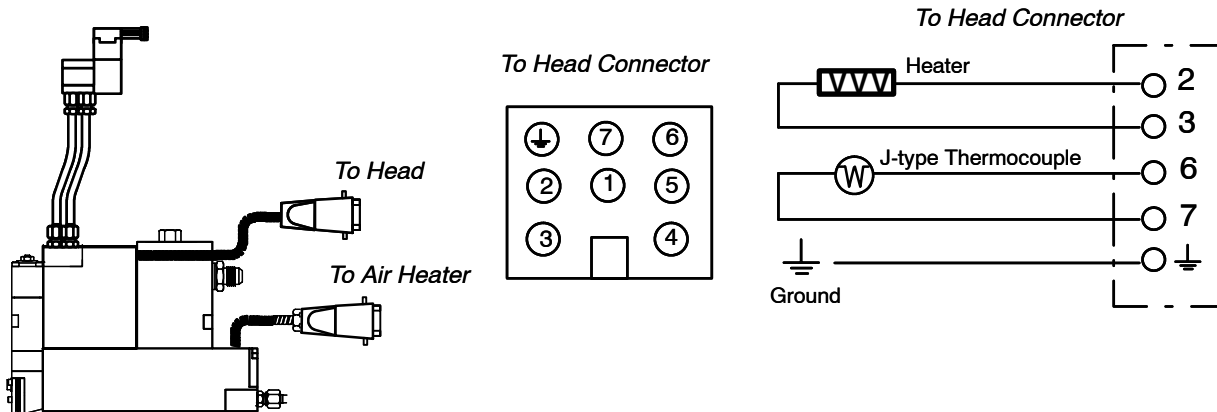 To Head
To Air Heater
To Head Connector
7 6
2 1 5
3 4
To Head Connector
Heater
2
3
J-type Thermocouple
6
7
Ground